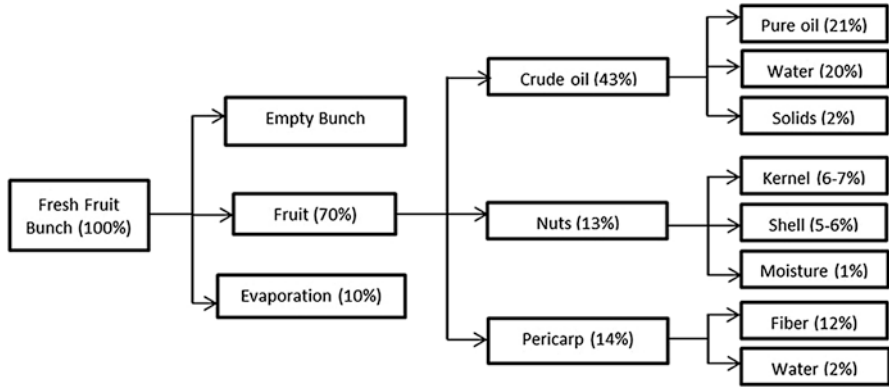 Fresh Fruit
Bunch (100%)
Empty Bunch
Fruit (70%)
Evaporation (10%)
Crude oil (43%)
Nuts (13%)
Pericarp (14%)
Pure oil (21%)
Water (20%)
Solids (2%)
Kernel (6-7%)
Shell (5-6%)
Moisture (1%)
Fiber (12%)
Water (2%)